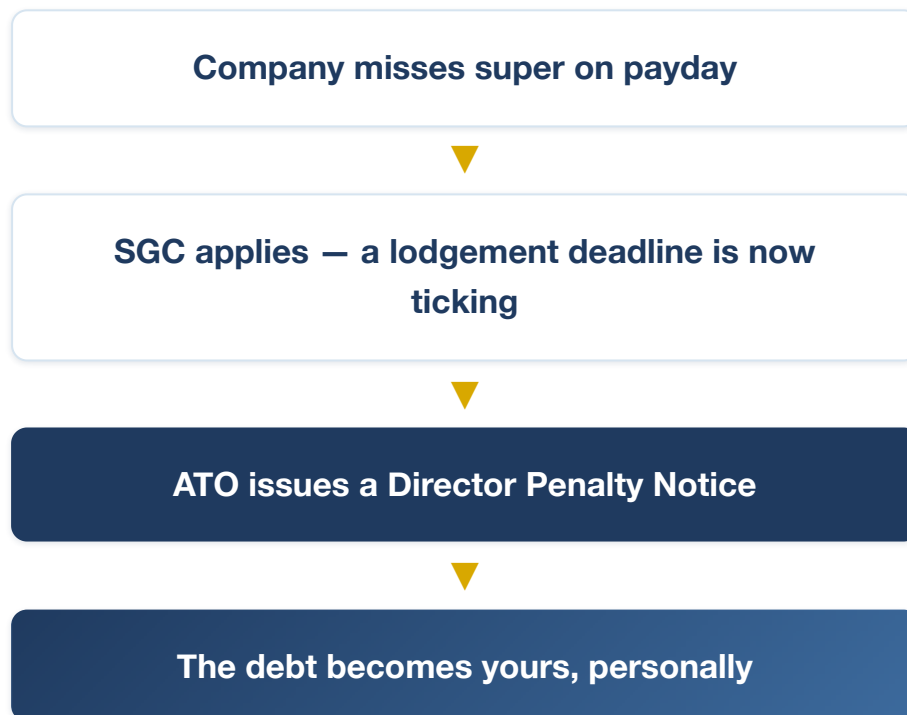 Company misses super on payday
SGC applies — a lodgement deadline is now
ticking
ATO issues a Director Penalty Notice
The debt becomes yours, personally